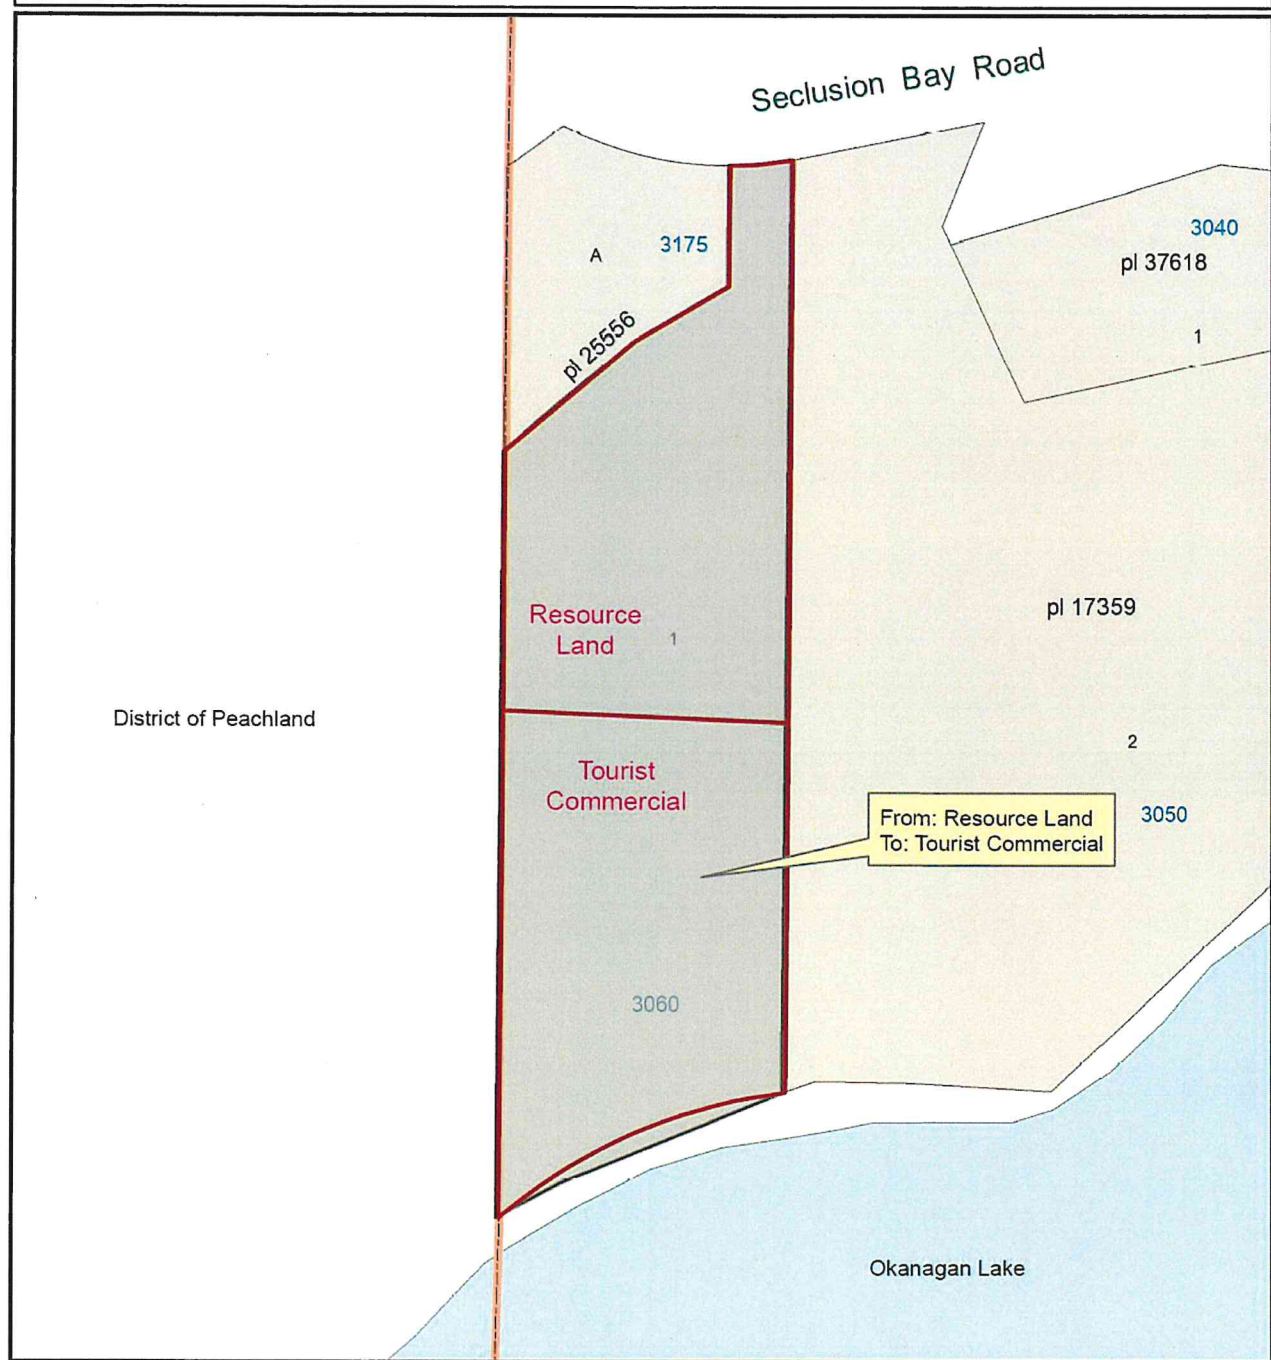 Seclusion Bay Road
A
3175
pl 25556
3040
pl 37618
1
Resource
Land
1
pl 17359
District of Peachland
2
Tourist
Commercial
From: Resource Land
To: Tourist Commercial
3050
3060
Okanagan Lake